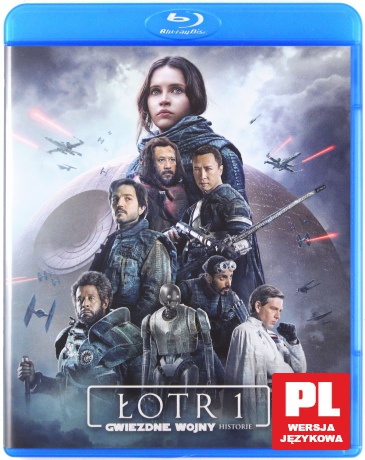 Blu-ray Disc
ŁOTR 1
GWIEZDNE WOJNY HISTORIE
PL
WERSJA
JĘZYKOWA